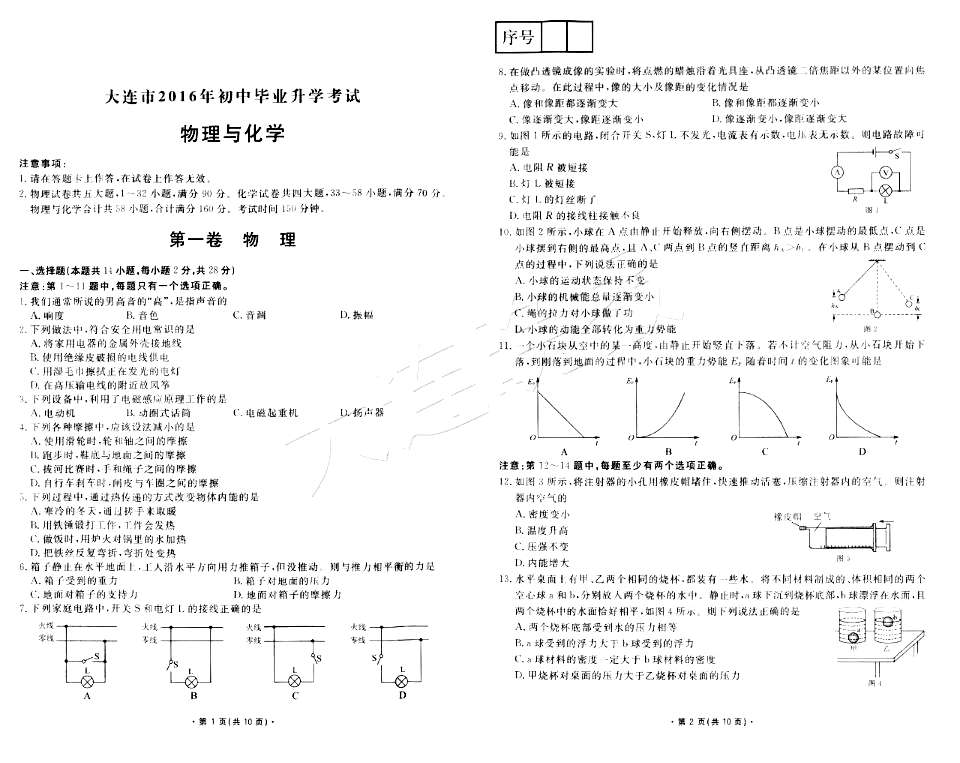 大连市2016年初中毕业升学考试
物理与化学
注意事项:
1.请在答题卡上作答,在试卷上作答无效。
2.物理试卷共五大题,1~32小题,满分90分。化学试卷共四大题,33~58小题,满分70分。
物理与化学合计共58小题,合计满分160分。考试时间150分钟。
第一卷 物 理
一、选择题(本题共14小题,每小题2分,共28分)
注意:第1~11题中,每题只有一个选项正确。
1.我们通常所说的男高音的“高”,是指声音的
A.响度 B.音色 C.音调 D.振幅
2.下列做法中,符合安全用电常识的是
A.将家用电器的金属外壳接地线
B.使用绝缘皮破损的电线供电
C.用湿毛巾擦拭正在发光的电灯
D.在高压输电线的附近放风筝
3.下列设备中,利用了电磁感应原理工作的是
A.电动机 B.动圈式话筒 C.电磁起重机 D.扬声器
4.下列各种摩擦中,应该设法减小的是
A.使用滑轮时,轮和轴之间的摩擦
B.跑步时,鞋底与地面之间的摩擦
C.拔河比赛时,手和绳子之间的摩擦
D.自行车刹车时,闸皮与车圈之间的摩擦
5.下列过程中,通过热传递的方式改变物体内能的是
A.寒冷的冬天,通过搓手来取暖
B.用铁锤锻打工件,工件会发热
C.做饭时,用炉火对锅里的水加热
D.把铁丝反复弯折,弯折处变热
6.箱子静止在水平地面上,工人沿水平方向用力推箱子,但没推动。则与推力相平衡的力是
A.箱子受到的重力 B.箱子对地面的压力
C.地面对箱子的支持力 D.地面对箱子的摩擦力
7.下列家庭电路中,开关S和电灯L的接线正确的是
火线 火线 火线 火线
零线 零线 零线 零线
S S S S
L L L L
A B C D
·第 1 页(共 10 页)·
序号
8.在做凸透镜成像的实验时,将点燃的蜡烛沿着光具座,从凸透镜二倍焦距以外的某位置向焦
点移动。在此过程中,像的大小及像距的变化情况是
A.像和像距都逐渐变大 B.像和像距都逐渐变小
C.像逐渐变大,像距逐渐变小 D.像逐渐变小,像距逐渐变大
9.如图1所示的电路,闭合开关S,灯L不发光,电流表有示数,电压表无示数。则电路故障可
能是
A.电阻R被短接
B.灯L被短接
C.灯L的灯丝断了
D.电阻R的接线柱接触不良
S
A V
R L
图1
10.如图2所示,小球在A点由静止开始释放,向右侧摆动。B点是小球摆动的最低点,C点是
小球摆到右侧的最高点,且A、C两点到B点的竖直距离hA>hC。在小球从B点摆动到C
点的过程中,下列说法正确的是
A.小球的运动状态保持不变
B.小球的机械能总量逐渐变小
C.绳的拉力对小球做了功
D.小球的动能全部转化为重力势能
A C
hA hC
B
图2
11.一个小石块从空中的某一高度,由静止开始竖直下落。若不计空气阻力,从小石块开始下
落,到刚落到地面的过程中,小石块的重力势能Ep随着时间t的变化图象可能是
Ep Ep Ep Ep
O t O t O t O t
A B C D
注意:第12~14题中,每题至少有两个选项正确。
12.如图3所示,将注射器的小孔用橡皮帽堵住,快速推动活塞,压缩注射器内的空气。则注射
器内空气的
A.密度变小
B.温度升高
C.压强不变
D.内能增大
橡皮帽 空气
图3
13.水平桌面上有甲、乙两个相同的烧杯,都装有一些水。将不同材料制成的、体积相同的两个
空心球a和b,分别放入两个烧杯的水中。静止时,a球下沉到烧杯底部,b球漂浮在水面,且
两个烧杯中的水面恰好相平,如图4所示。则下列说法正确的是
A.两个烧杯底部受到水的压力相等
B.a球受到的浮力大于b球受到的浮力
C.a球材料的密度一定大于b球材料的密度
D.甲烧杯对桌面的压力大于乙烧杯对桌面的压力
a b
甲 乙
图4
·第 2 页(共 10 页)·